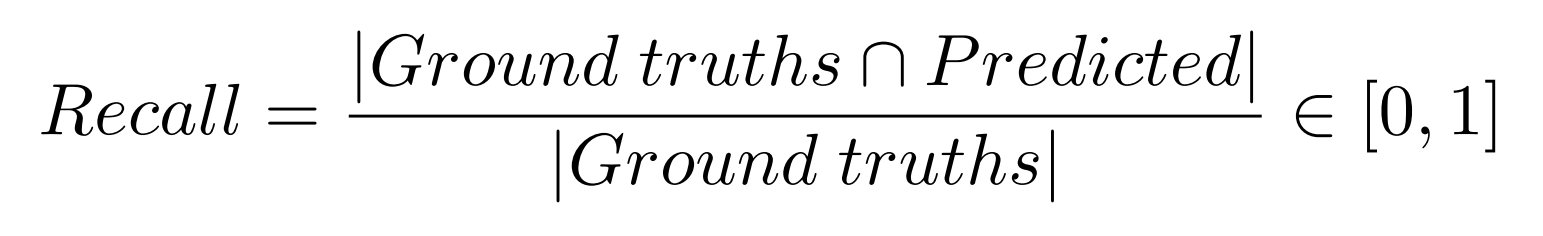 Recall = |Ground truths ∩ Predicted| / |Ground truths| ∈ [0, 1]